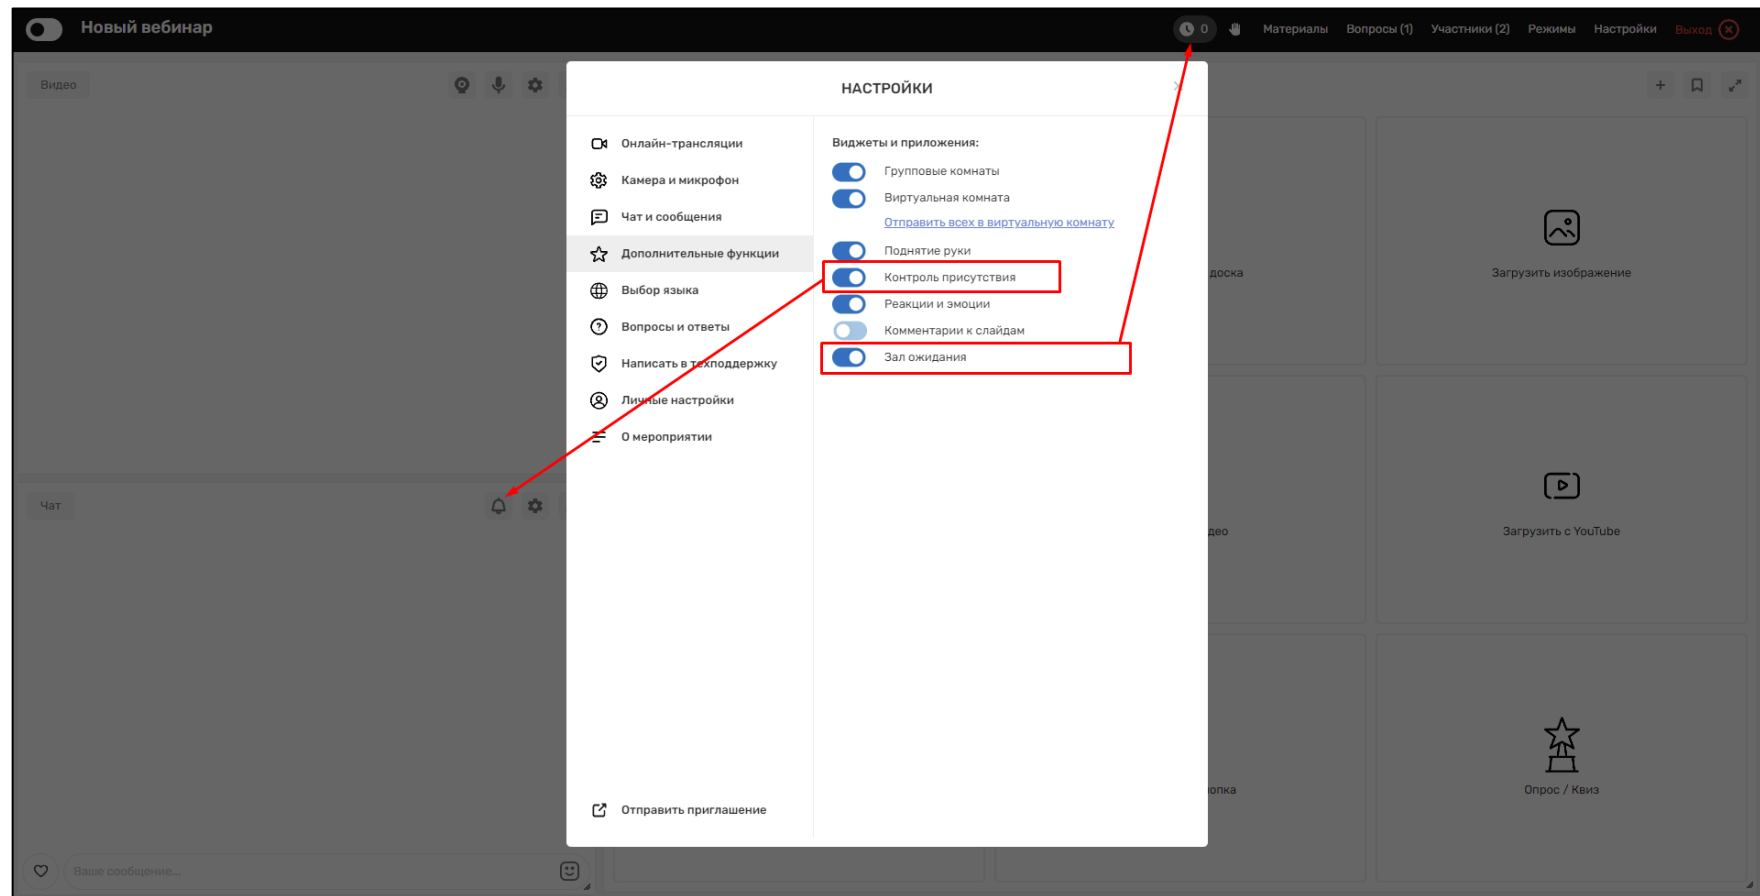 Новый вебинар
0
Материалы
Вопросы (1)
Участники (2)
Режимы
Настройки
Выход
Видео
НАСТРОЙКИ
Онлайн-трансляции
Камера и микрофон
Чат и сообщения
Дополнительные функции
Выбор языка
Вопросы и ответы
Написать в техподдержку
Личные настройки
О мероприятии
Отправить приглашение
Виджеты и приложения:
Групповые комнаты
Виртуальная комната
Отправить всех в виртуальную комнату
Поднятие руки
Контроль присутствия
Реакции и эмоции
Комментарии к слайдам
Зал ожидания
доска
Загрузить изображение
део
Загрузить с YouTube
нопка
Опрос / Квиз
Чат
Ваше сообщение...